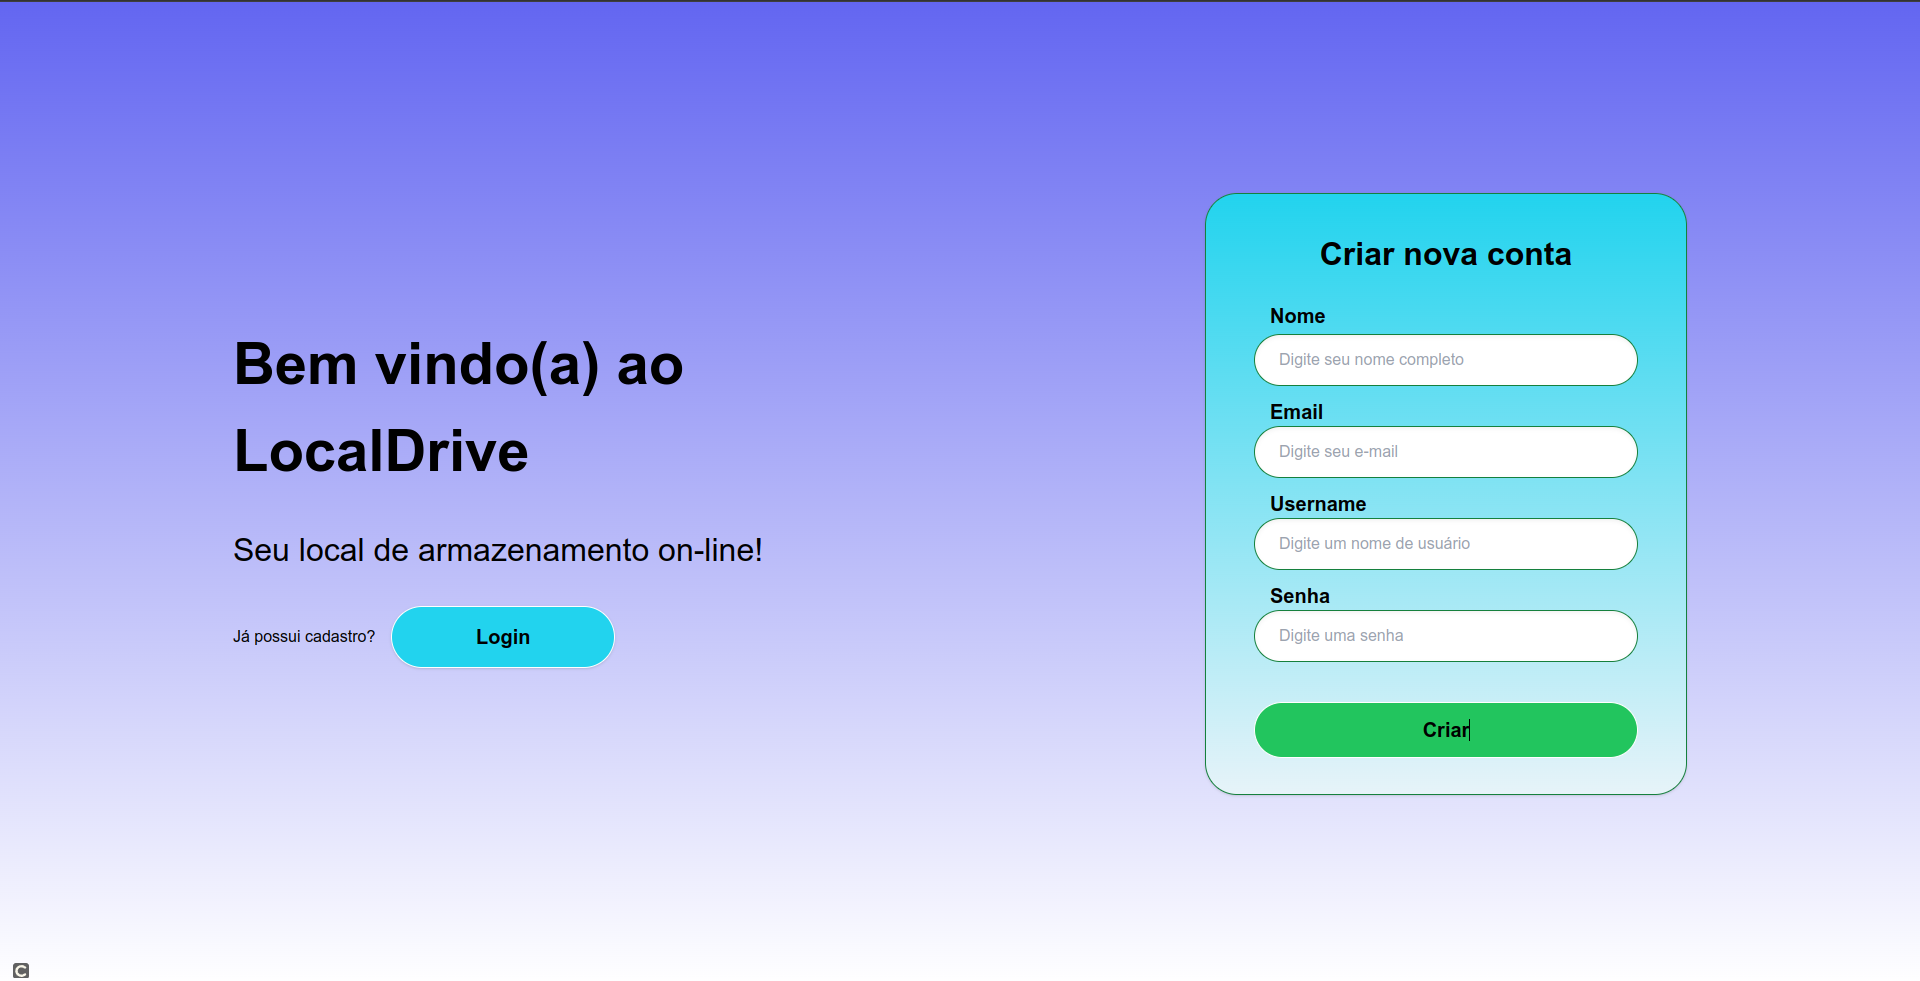 Bem vindo(a) ao
LocalDrive
Seu local de armazenamento on-line!
Já possui cadastro?
Login
Criar nova conta
Nome
Digite seu nome completo
Email
Digite seu e-mail
Username
Digite um nome de usuário
Senha
Digite uma senha
Criar
C